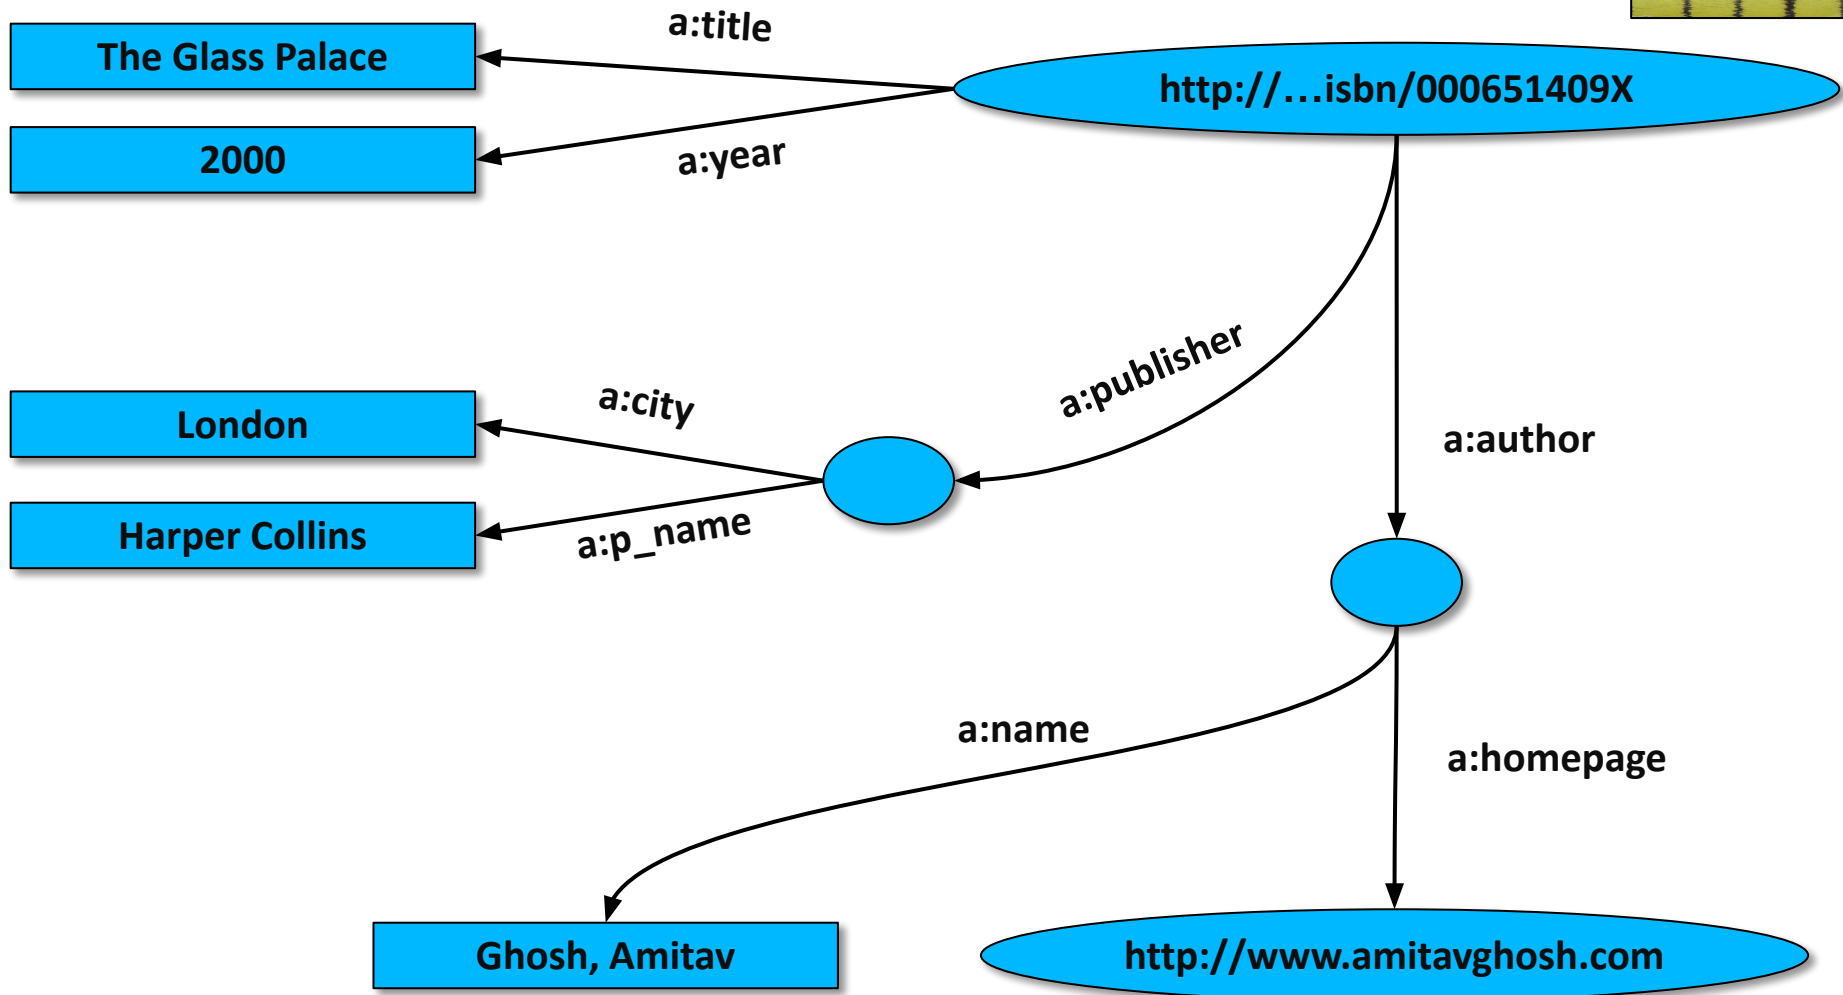 a:title
The Glass Palace
http://...isbn/000651409X
2000
a:year
a:publisher
a:city
London
a:author
Harper Collins
a:p_name
a:name
a:homepage
Ghosh, Amitav
http://www.amitavghosh.com